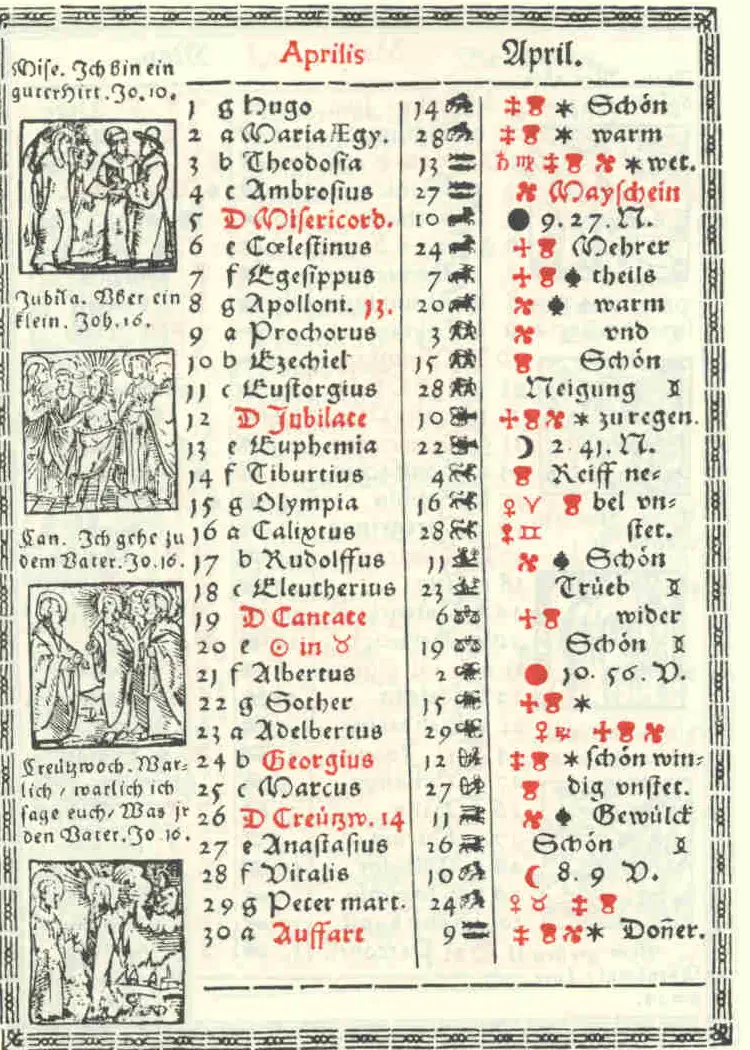 Aprilis April.
Mise. Ich bin ein
guter Hirt. Jo. 10.
1 g Hugo 14 Schön
2 a Maria Ægy. 28 warm
3 b Theodosia 13 ♄ ♍ wet.
4 c Ambrosius 27 Mayschein
5 D Misericord. 10 ● 9. 27. N.
6 e Cœlestinus 24 Mehrer
7 f Egesippus 7 theils
8 g Apolloni. 13. 20 warm
9 a Prochorus 3 vnd
10 b Ezechiel 15 Schön
11 c Eustorgius 28 Neigung
12 D Jubilate 10 zu regen.
13 e Euphemia 22 ☽ 2. 41. N.
14 f Tiburtius 4 Reiff ne⸗
15 g Olympia 16 ♀ ♈ bel vn⸗
16 a Calixtus 28 ♊ stet.
17 b Rudolffus 11 Schön
18 c Eleutherius 23 Trüeb
19 D Cantate 6 wider
20 e ☉ in ♉ 19 Schön
21 f Albertus 2 ● 10. 56. V.
22 g Sother 15
23 a Adelbertus 29 ♀
24 b Georgius 12 schön win⸗
25 c Marcus 27 dig vnstet.
26 D Creützw. 14 11 Gewülck
27 e Anastasius 26 Schön
28 f Vitalis 10 ☾ 8. 9 V.
29 g Peter mart. 24 ♀ ♉
30 a Auffart 9 Doñer.
Jubila. Vber ein
klein. Joh. 16.
Can. Ich gehe zu
dem Vater. Jo. 16.
Creützwoch. War⸗
lich / warlich ich
sage euch / Was jr
den Vater. Jo 16.